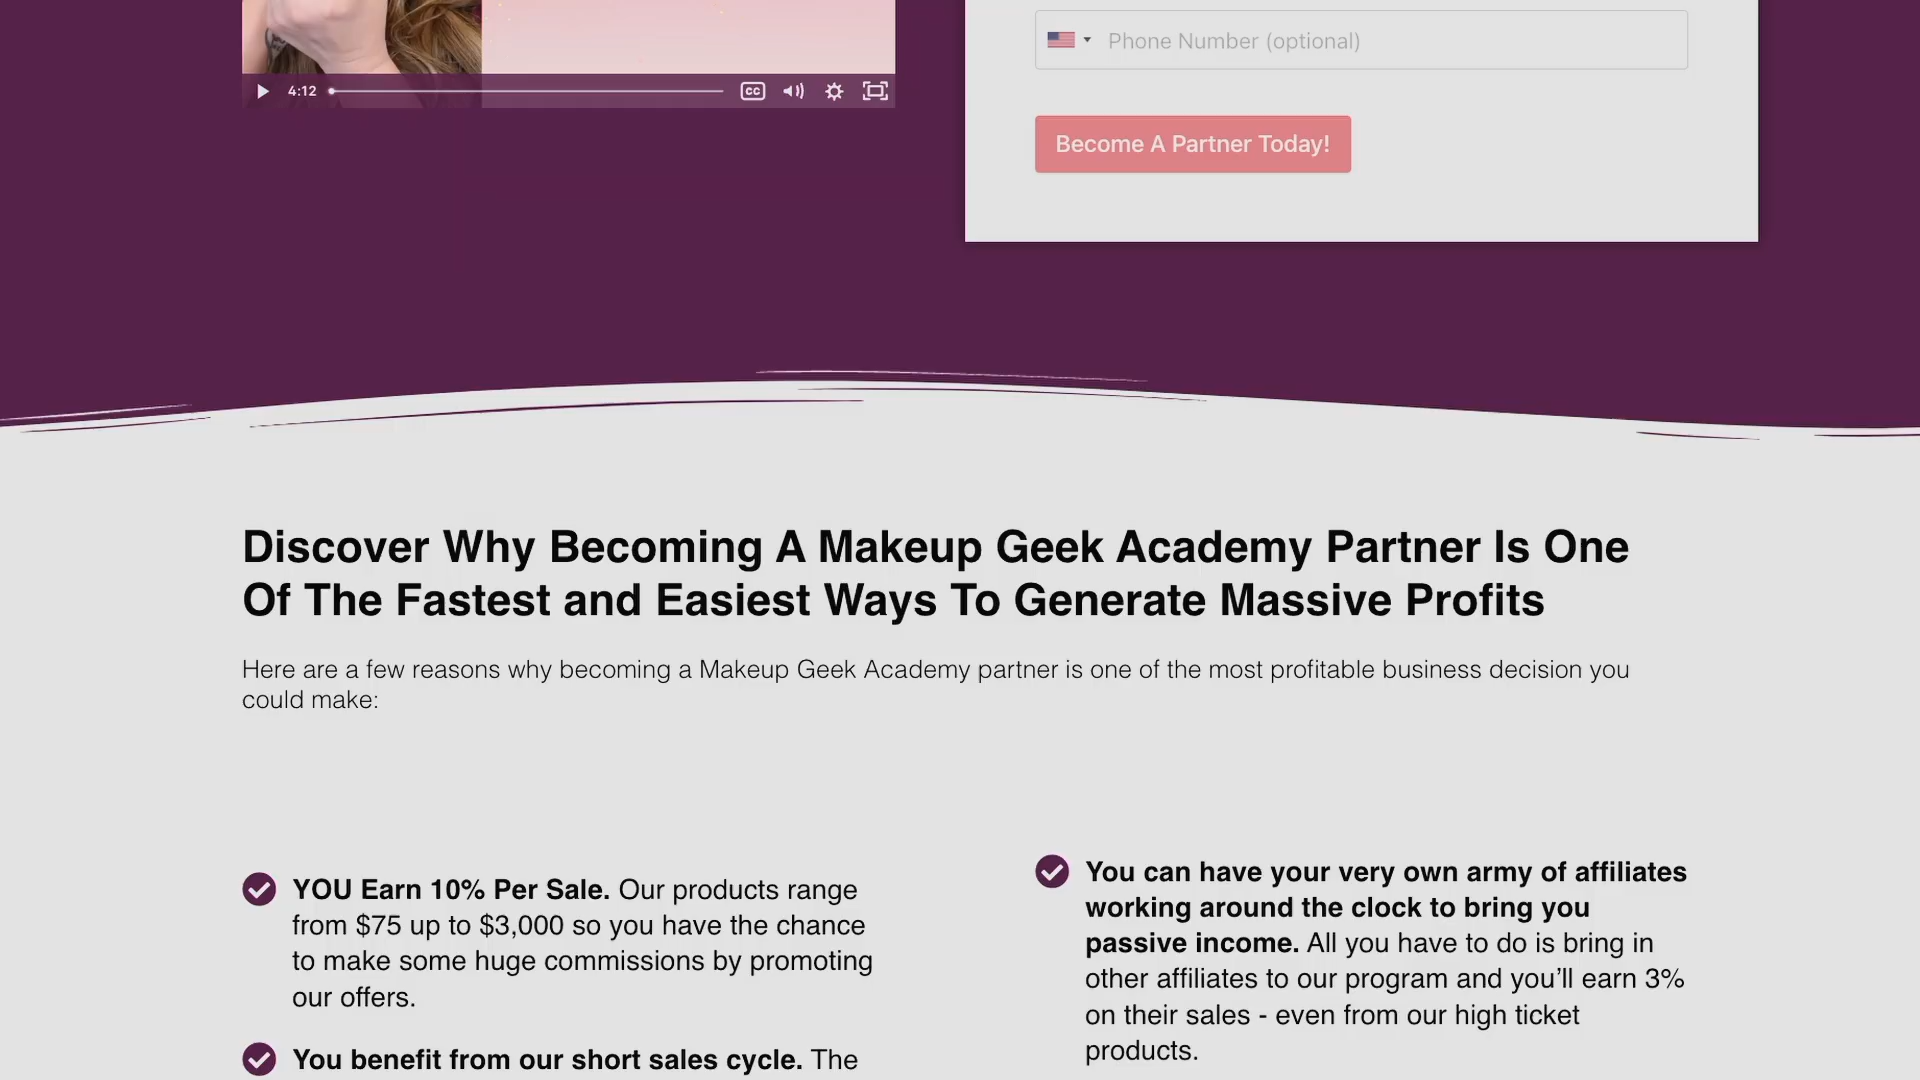 4:12
CC
Phone Number (optional)
Become A Partner Today!
Discover Why Becoming A Makeup Geek Academy Partner Is One
Of The Fastest and Easiest Ways To Generate Massive Profits
Here are a few reasons why becoming a Makeup Geek Academy partner is one of the most profitable business decision you
could make:
YOU Earn 10% Per Sale. Our products range
from $75 up to $3,000 so you have the chance
to make some huge commissions by promoting
our offers.
You benefit from our short sales cycle. The
You can have your very own army of affiliates
working around the clock to bring you
passive income. All you have to do is bring in
other affiliates to our program and you’ll earn 3%
on their sales - even from our high ticket
products.